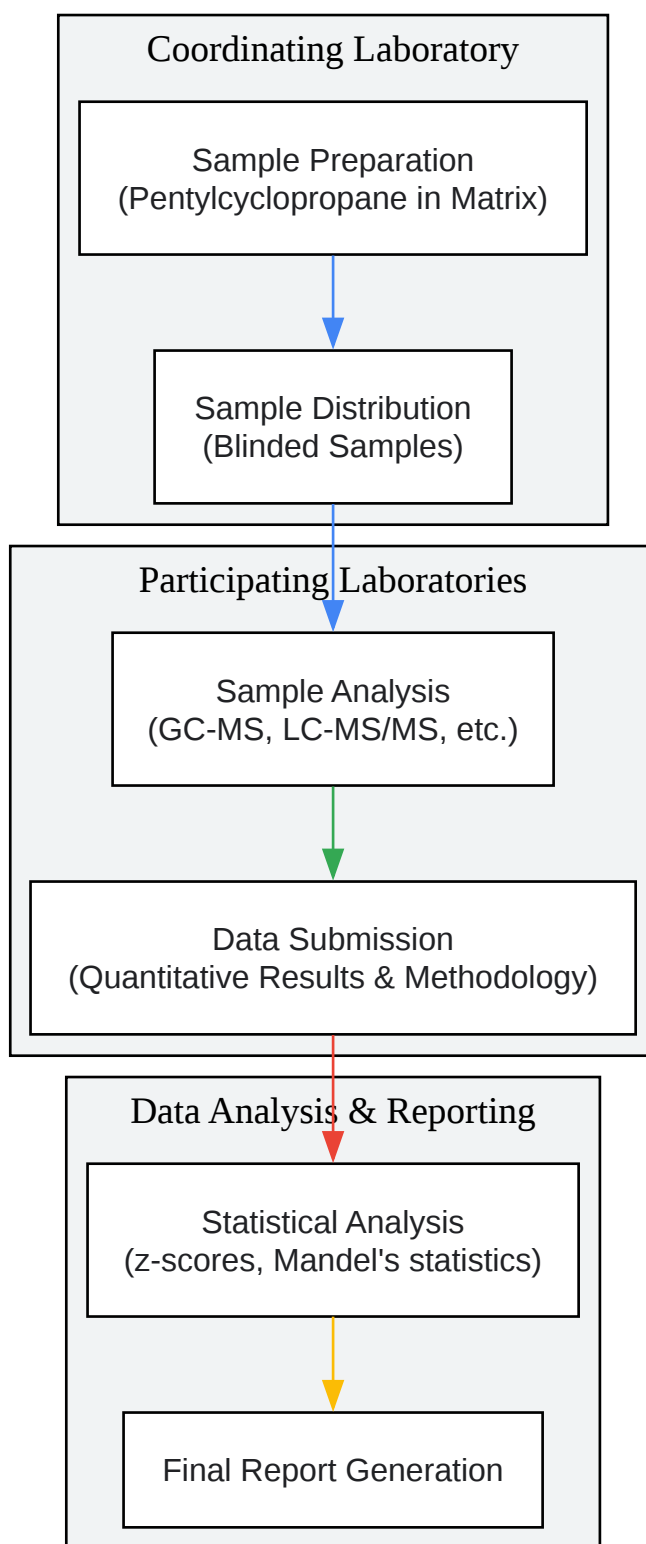 Coordinating Laboratory
Sample Preparation
(Pentylcyclopropane in Matrix)
Sample Distribution
(Blinded Samples)
Participating Laboratories
Sample Analysis
(GC-MS, LC-MS/MS, etc.)
Data Submission
(Quantitative Results & Methodology)
Data Analysis & Reporting
Statistical Analysis
(z-scores, Mandel's statistics)
Final Report Generation